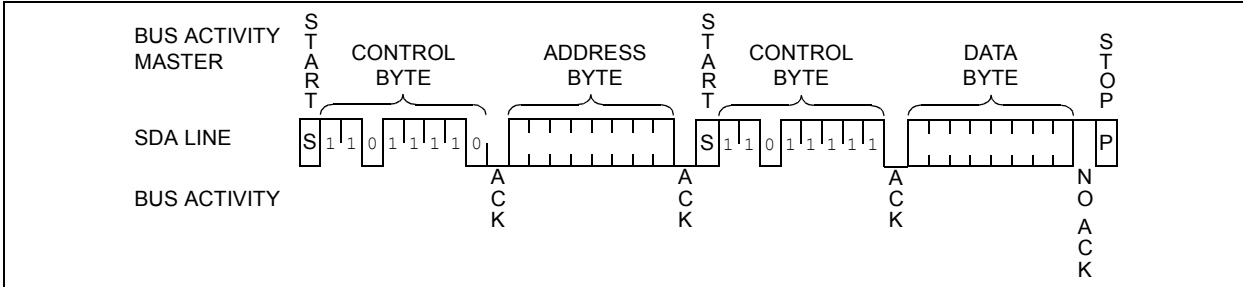 BUS ACTIVITY
MASTER
START
CONTROL
BYTE
ADDRESS
BYTE
START
CONTROL
BYTE
DATA
BYTE
STOP
SDA LINE
S 1 1 0 1 1 1 1 0
S 1 1 0 1 1 1 1 1
P
BUS ACTIVITY
ACK
ACK
ACK
NO ACK